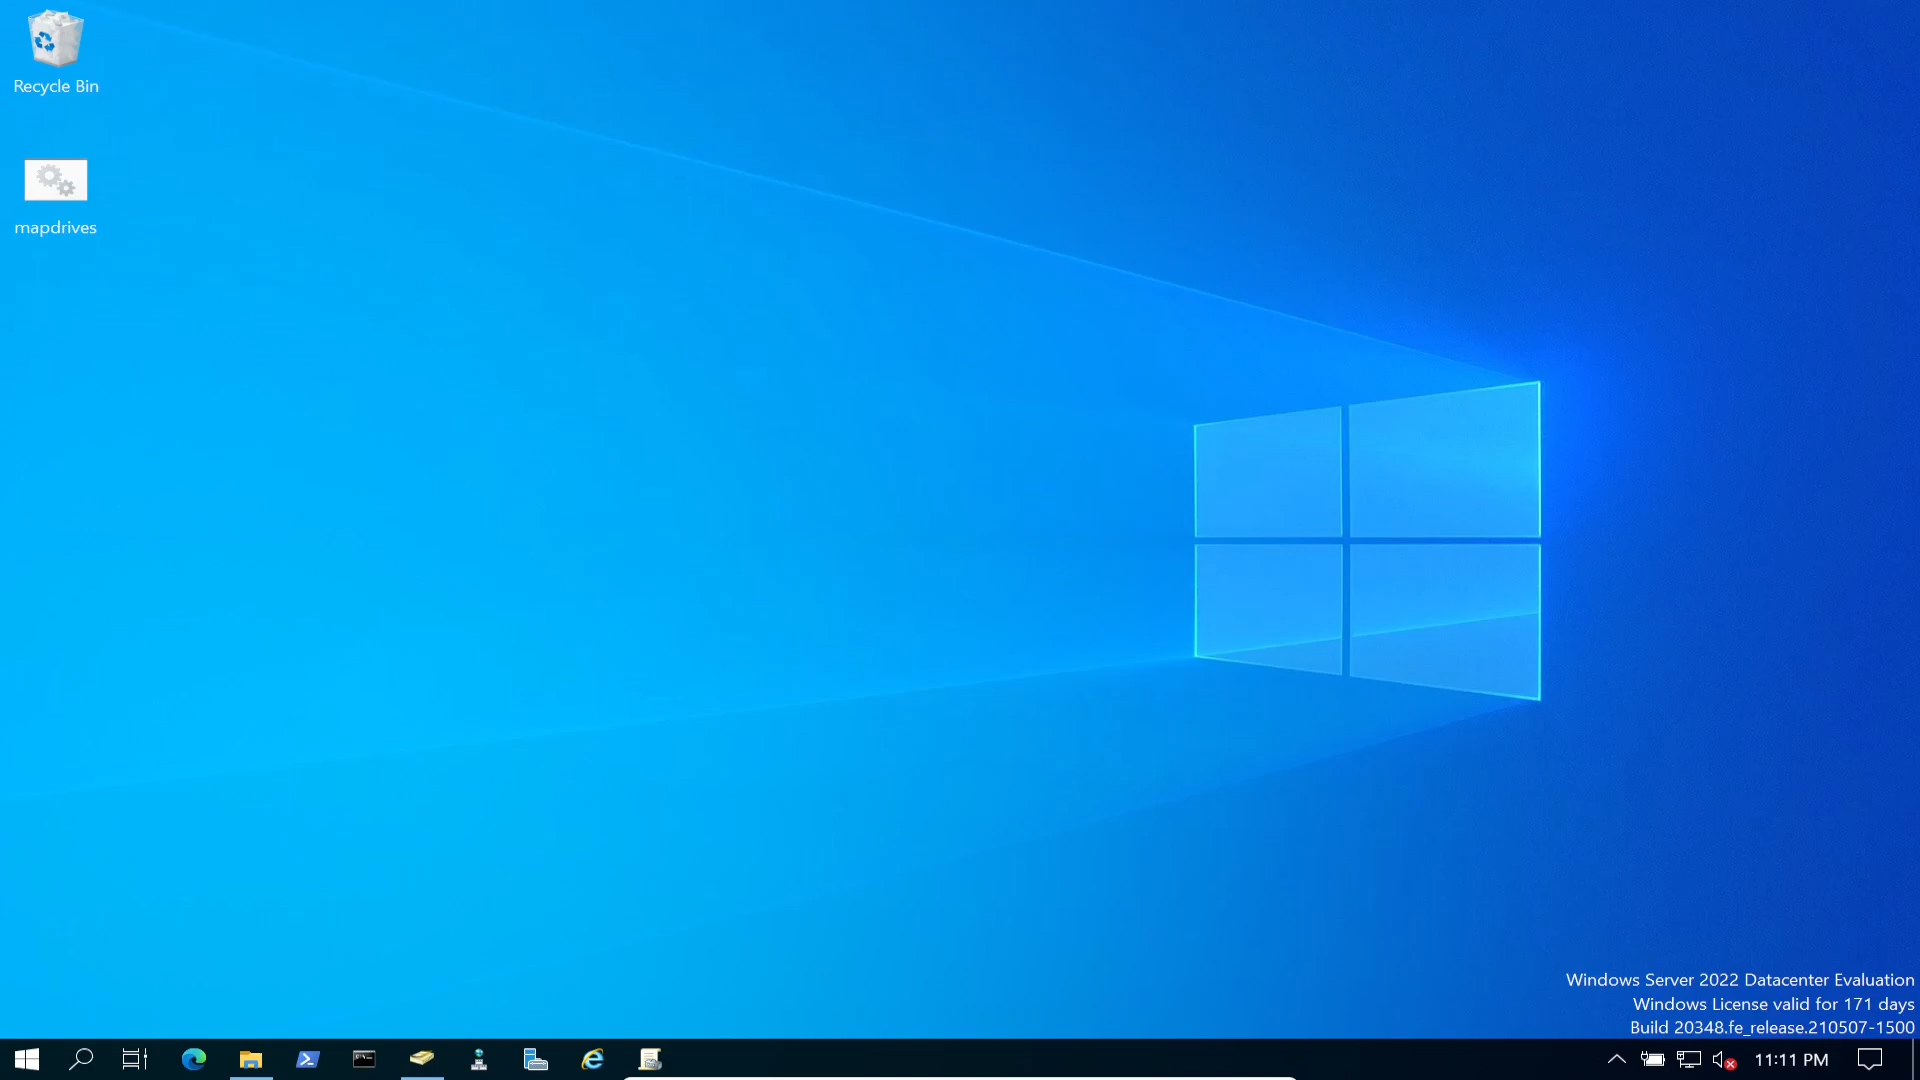 Recycle Bin
mapdrives
Windows Server 2022 Datacenter Evaluation
Windows License valid for 171 days
Build 20348.fe_release.210507-1500
11:11 PM